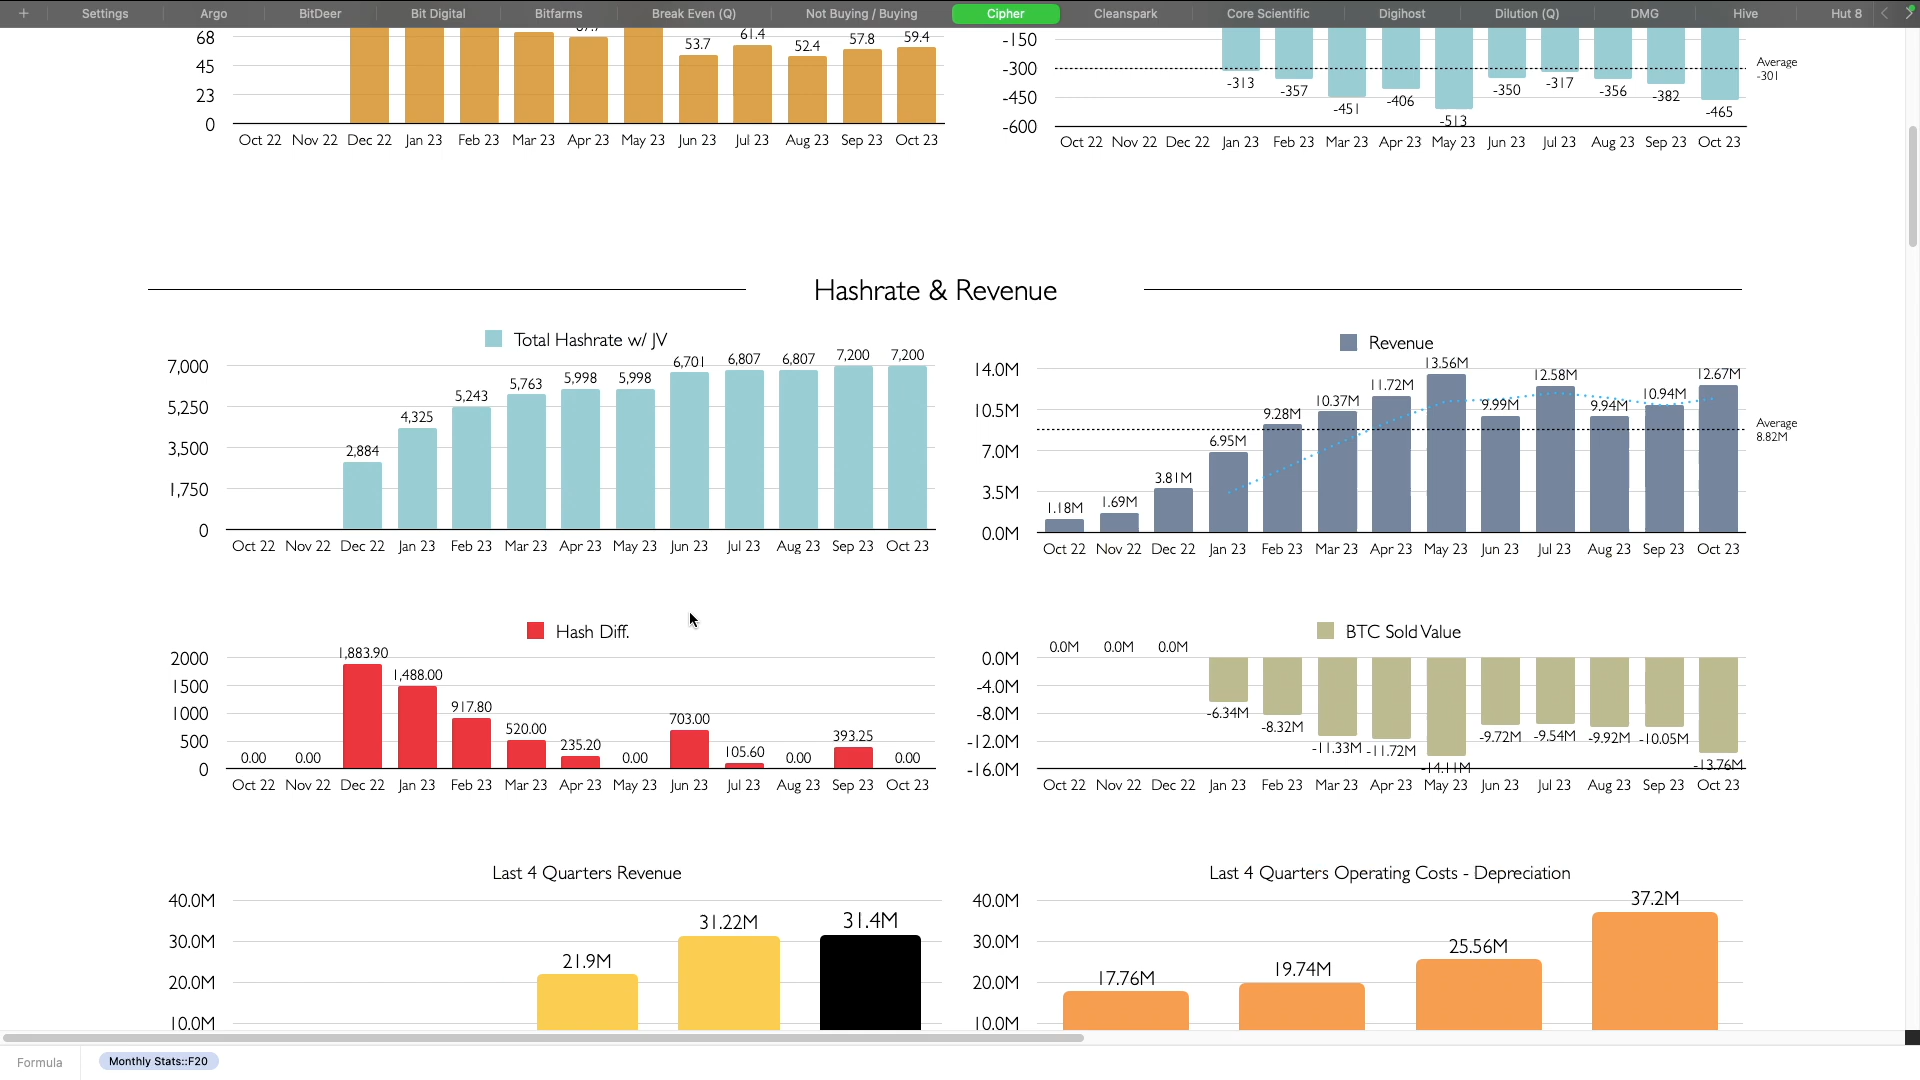 + Settings Argo BitDeer Bit Digital Bitfarms Break Even (Q) Not Buying / Buying Cipher Cleanspark Core Scientific Digihost Dilution (Q) DMG Hive Hut 8
68
45
23
0
53.7 61.4 52.4 57.8 59.4
Oct 22 Nov 22 Dec 22 Jan 23 Feb 23 Mar 23 Apr 23 May 23 Jun 23 Jul 23 Aug 23 Sep 23 Oct 23
-150
-300
-450
-600
-313 -357 -451 -406 -513 -350 -317 -356 -382 -465
Average
-301
Oct 22 Nov 22 Dec 22 Jan 23 Feb 23 Mar 23 Apr 23 May 23 Jun 23 Jul 23 Aug 23 Sep 23 Oct 23
Hashrate & Revenue
Total Hashrate w/ JV
7,000
5,250
3,500
1,750
0
2,884 4,325 5,243 5,763 5,998 5,998 6,701 6,807 6,807 7,200 7,200
Oct 22 Nov 22 Dec 22 Jan 23 Feb 23 Mar 23 Apr 23 May 23 Jun 23 Jul 23 Aug 23 Sep 23 Oct 23
Revenue
14.0M
10.5M
7.0M
3.5M
0.0M
1.18M 1.69M 3.81M 6.95M 9.28M 10.37M 11.72M 13.56M 9.99M 12.58M 9.94M 10.94M 12.67M
Average
8.82M
Oct 22 Nov 22 Dec 22 Jan 23 Feb 23 Mar 23 Apr 23 May 23 Jun 23 Jul 23 Aug 23 Sep 23 Oct 23
Hash Diff.
2000
1500
1000
500
0
0.00 0.00 1,883.90 1,488.00 917.80 520.00 235.20 0.00 703.00 105.60 0.00 393.25 0.00
Oct 22 Nov 22 Dec 22 Jan 23 Feb 23 Mar 23 Apr 23 May 23 Jun 23 Jul 23 Aug 23 Sep 23 Oct 23
BTC Sold Value
0.0M
-4.0M
-8.0M
-12.0M
-16.0M
0.0M 0.0M 0.0M -6.34M -8.32M -11.33M -11.72M -14.11M -9.72M -9.54M -9.92M -10.05M -13.76M
Oct 22 Nov 22 Dec 22 Jan 23 Feb 23 Mar 23 Apr 23 May 23 Jun 23 Jul 23 Aug 23 Sep 23 Oct 23
Last 4 Quarters Revenue
40.0M
30.0M
20.0M
10.0M
21.9M 31.22M 31.4M
Last 4 Quarters Operating Costs - Depreciation
40.0M
30.0M
20.0M
10.0M
17.76M 19.74M 25.56M 37.2M
Formula Monthly Stats::F20